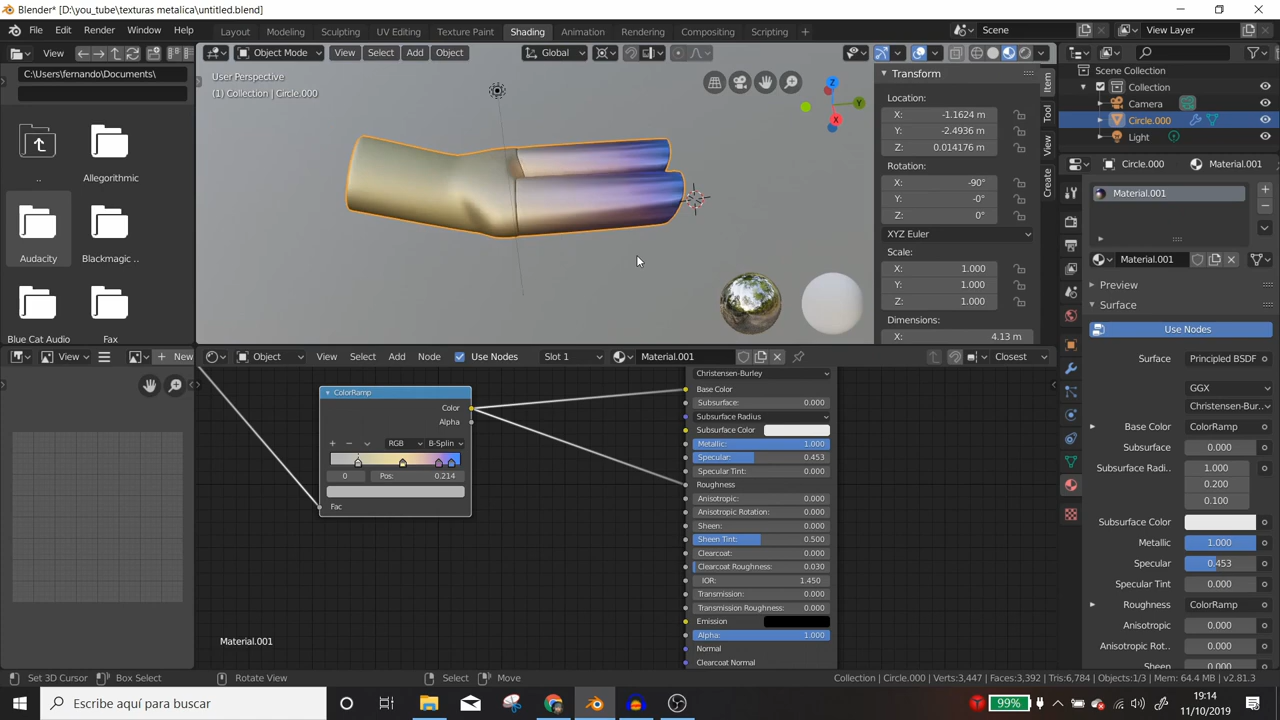 Blender* [D:\you_tube\texturas metalica\untitled.blend]
File Edit Render Window Help Layout Modeling Sculpting UV Editing Texture Paint Shading Animation Rendering Compositing Scripting Scene View Layer
View Object Mode View Select Add Object Global
C:\Users\fernando\Documents\
..
Allegorithmic
Audacity
Blackmagic ...
Blue Cat Audio
Fax
User Perspective
(1) Collection | Circle.000
Z
Y
X
Transform
Location:
X: -1.1624 m
Y: -2.4936 m
Z: 0.014176 m
Rotation:
X: -90°
Y: -0°
Z: 0°
XYZ Euler
Scale:
X: 1.000
Y: 1.000
Z: 1.000
Dimensions:
X: 4.13 m
Item
Tool
View
Create
Scene Collection
Collection
Camera
Circle.000
Light
Circle.000 Material.001
Material.001
Material.001
Preview
Surface
Use Nodes
Surface: Principled BSDF
GGX
Christensen-Bur...
Base Color ColorRamp
Subsurface 0.000
Subsurface Radi... 1.000
0.200
0.100
Subsurface Color
Metallic 1.000
Specular 0.453
Specular Tint 0.000
Roughness ColorRamp
Anisotropic 0.000
Anisotropic Rot.. 0.000
Sheen 0.000
View New
Object View Select Add Node Use Nodes Slot 1 Material.001 Closest
ColorRamp
Color
Alpha
RGB B-Splin
0 Pos: 0.214
Fac
Christensen-Burley
Base Color
Subsurface: 0.000
Subsurface Radius
Subsurface Color
Metallic: 1.000
Specular: 0.453
Specular Tint: 0.000
Roughness
Anisotropic: 0.000
Anisotropic Rotation: 0.000
Sheen: 0.000
Sheen Tint: 0.500
Clearcoat: 0.000
Clearcoat Roughness: 0.030
IOR: 1.450
Transmission: 0.000
Transmission Roughness: 0.000
Emission
Alpha: 1.000
Normal
Clearcoat Normal
Material.001
Set 3D Cursor Box Select Rotate View Select Move Collection | Circle.000 | Verts:3,447 | Faces:3,392 | Tris:6,784 | Objects:1/3 | Mem: 64.4 MB | v2.81.3
Escribe aquí para buscar
99%
19:14
11/10/2019